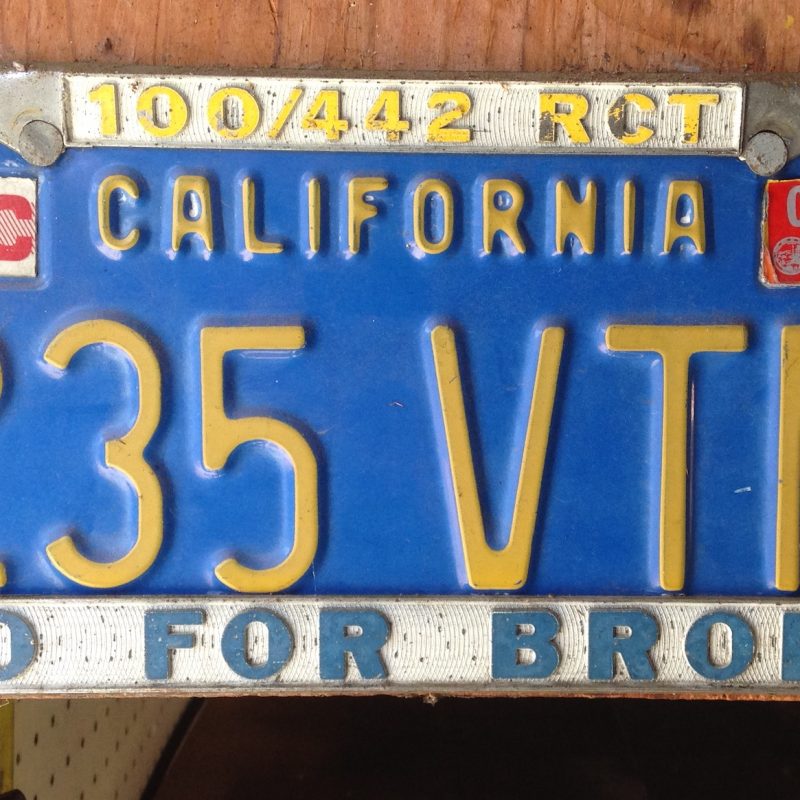 100/442 RCT
CALIFORNIA
35 VT
FOR BRO